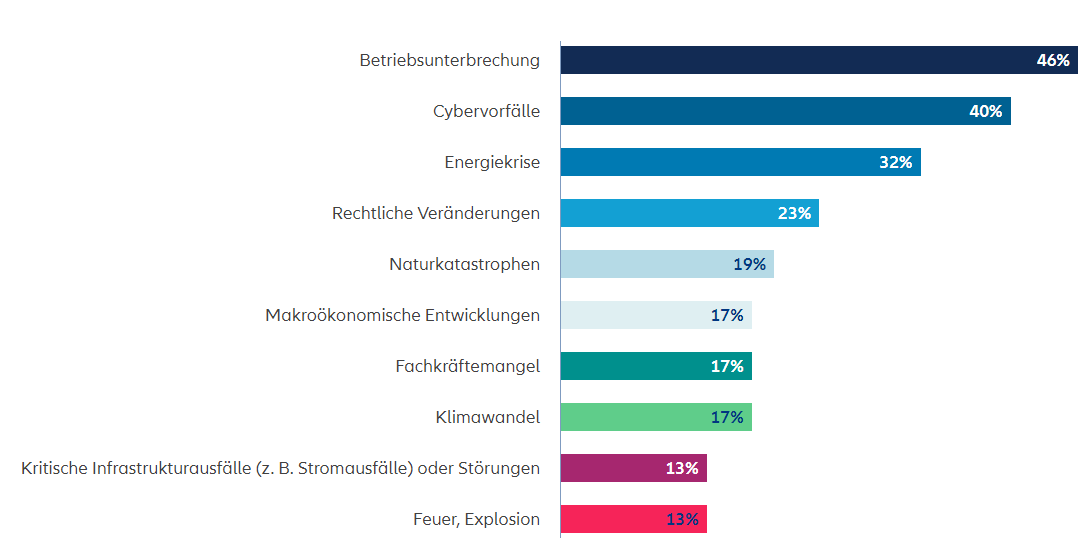 Betriebsunterbrechung 46%
Cybervorfälle 40%
Energiekrise 32%
Rechtliche Veränderungen 23%
Naturkatastrophen 19%
Makroökonomische Entwicklungen 17%
Fachkräftemangel 17%
Klimawandel 17%
Kritische Infrastrukturausfälle (z. B. Stromausfälle) oder Störungen 13%
Feuer, Explosion 13%